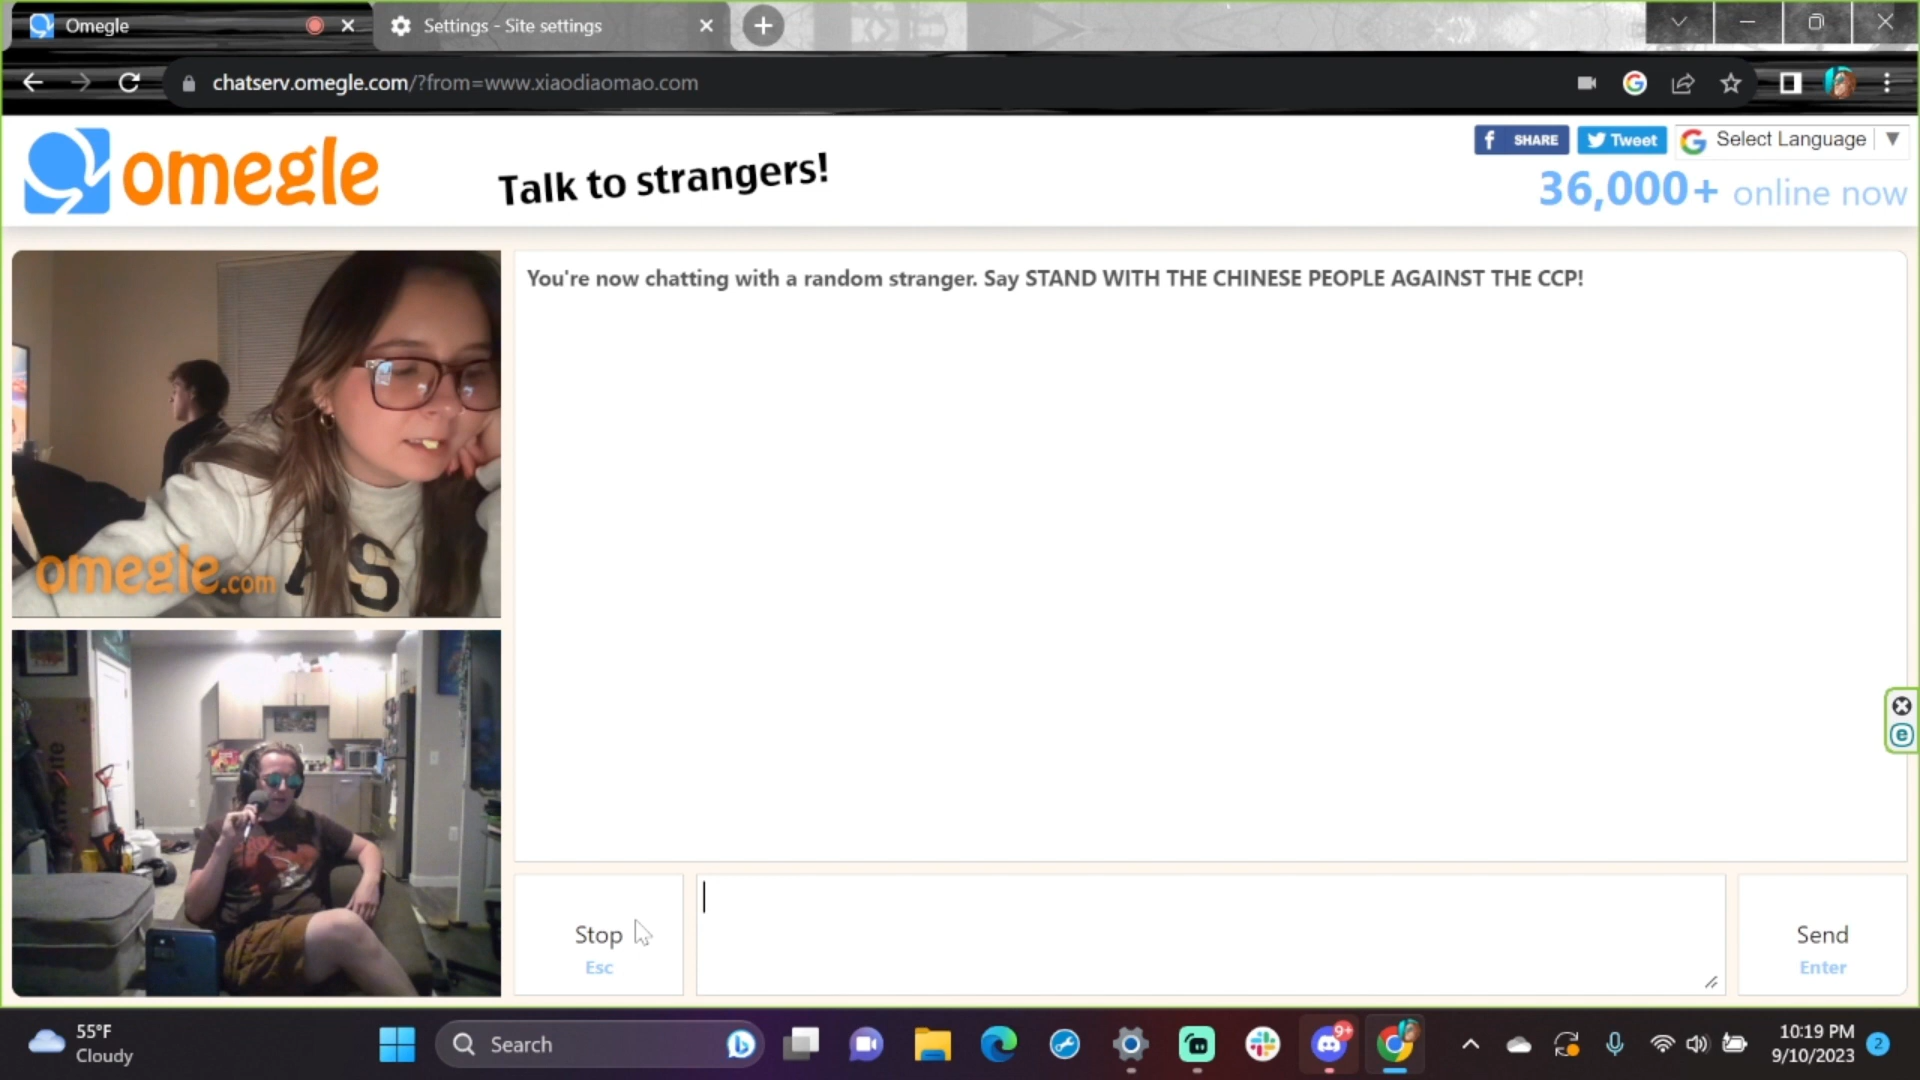 Omegle
Settings - Site settings
chatserv.omegle.com/?from=www.xiaodiaomao.com
omegle
Talk to strangers!
f SHARE
Tweet
G Select Language ▼
36,000+ online now
You're now chatting with a random stranger. Say STAND WITH THE CHINESE PEOPLE AGAINST THE CCP!
S
omegle.com
Stop
Esc
Send
Enter
55°F
Cloudy
Search
9+
10:19 PM
9/10/2023
2